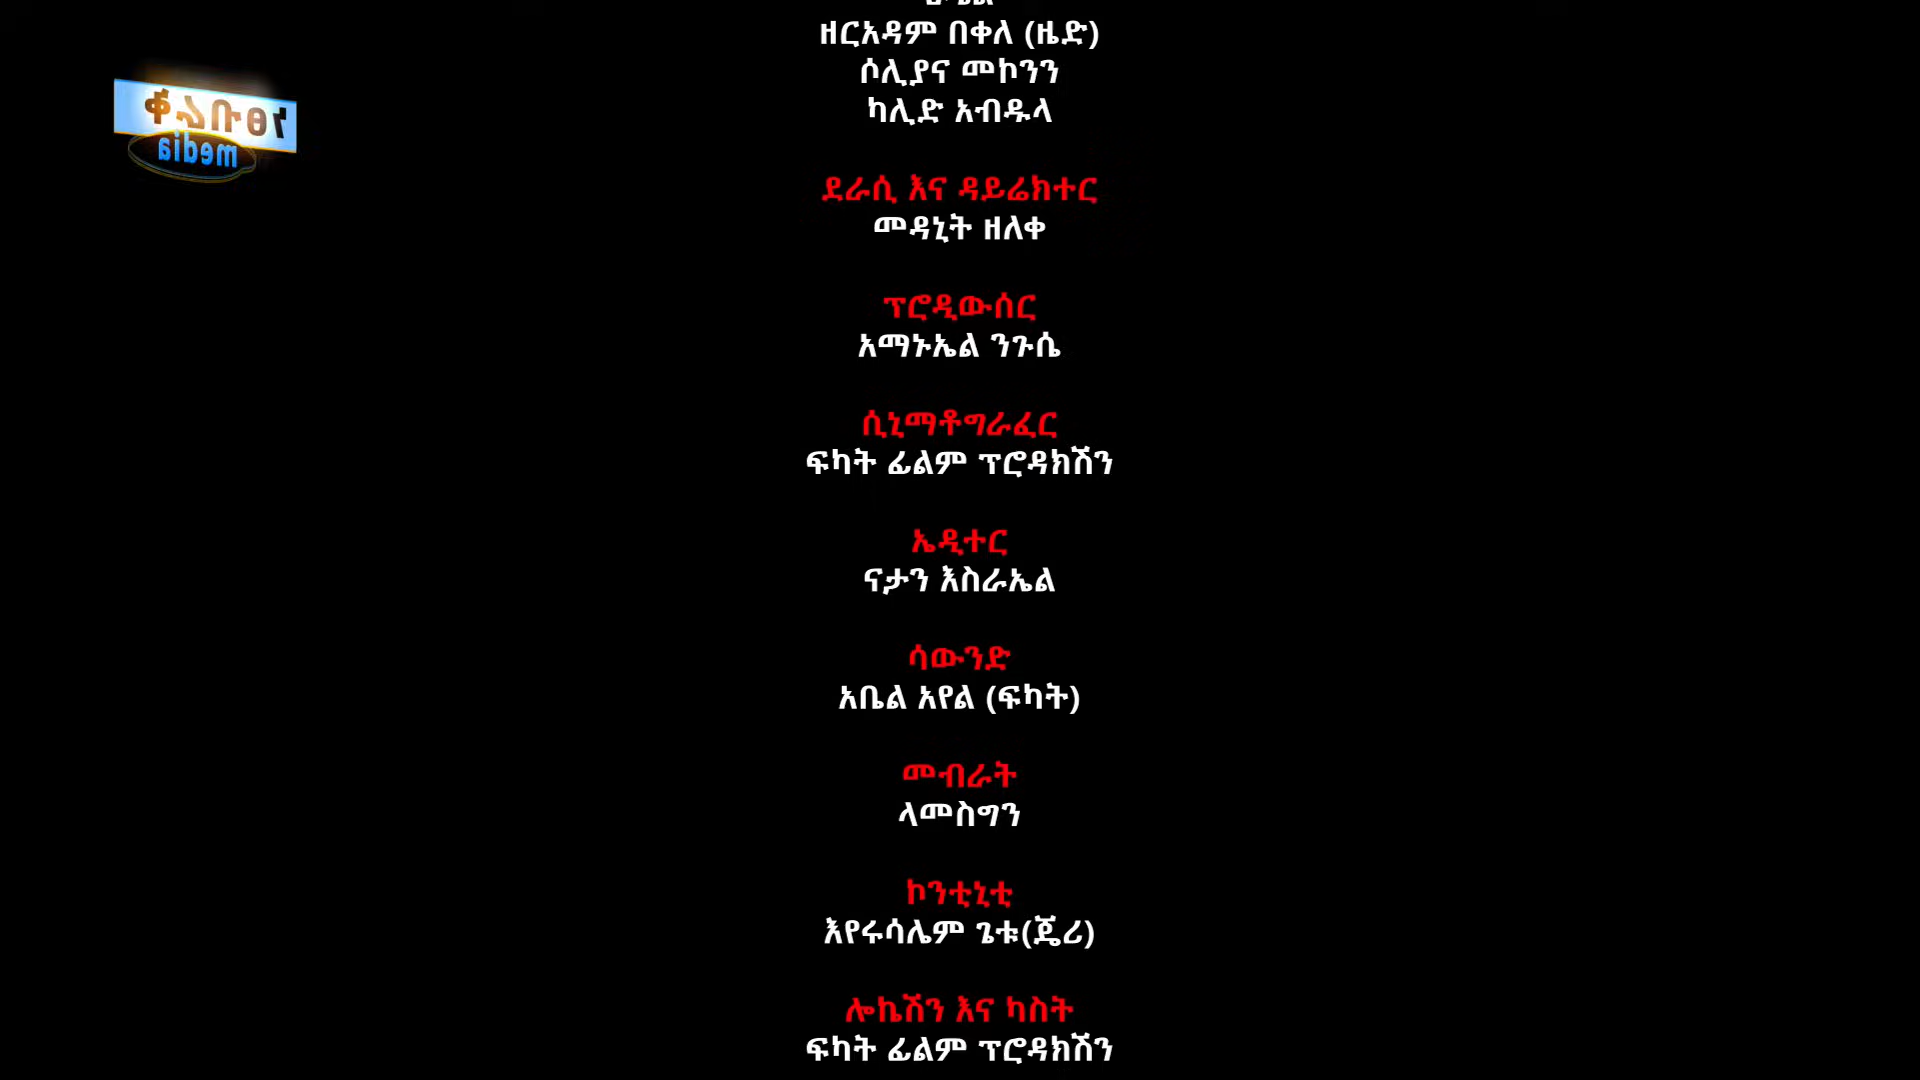 ዘርአዳም በቀለ (ዜድ)
ሶሊያና መኮንን
ካሊድ አብዱላ
ደራሲ እና ዳይሬክተር
መዳኒት ዘለቀ
ፕሮዲውሰር
አማኑኤል ንጉሴ
ሲኒማቶግራፈር
ፍካት ፊልም ፕሮዳክሽን
ኤዲተር
ናታን እስራኤል
ሳውንድ
አቤል አየል (ፍካት)
መብራት
ላመስግን
ኮንቲኒቲ
እየሩሳሌም ጌቱ(ጄሪ)
ሎኬሽን እና ካስት
ፍካት ፊልም ፕሮዳክሽን
media